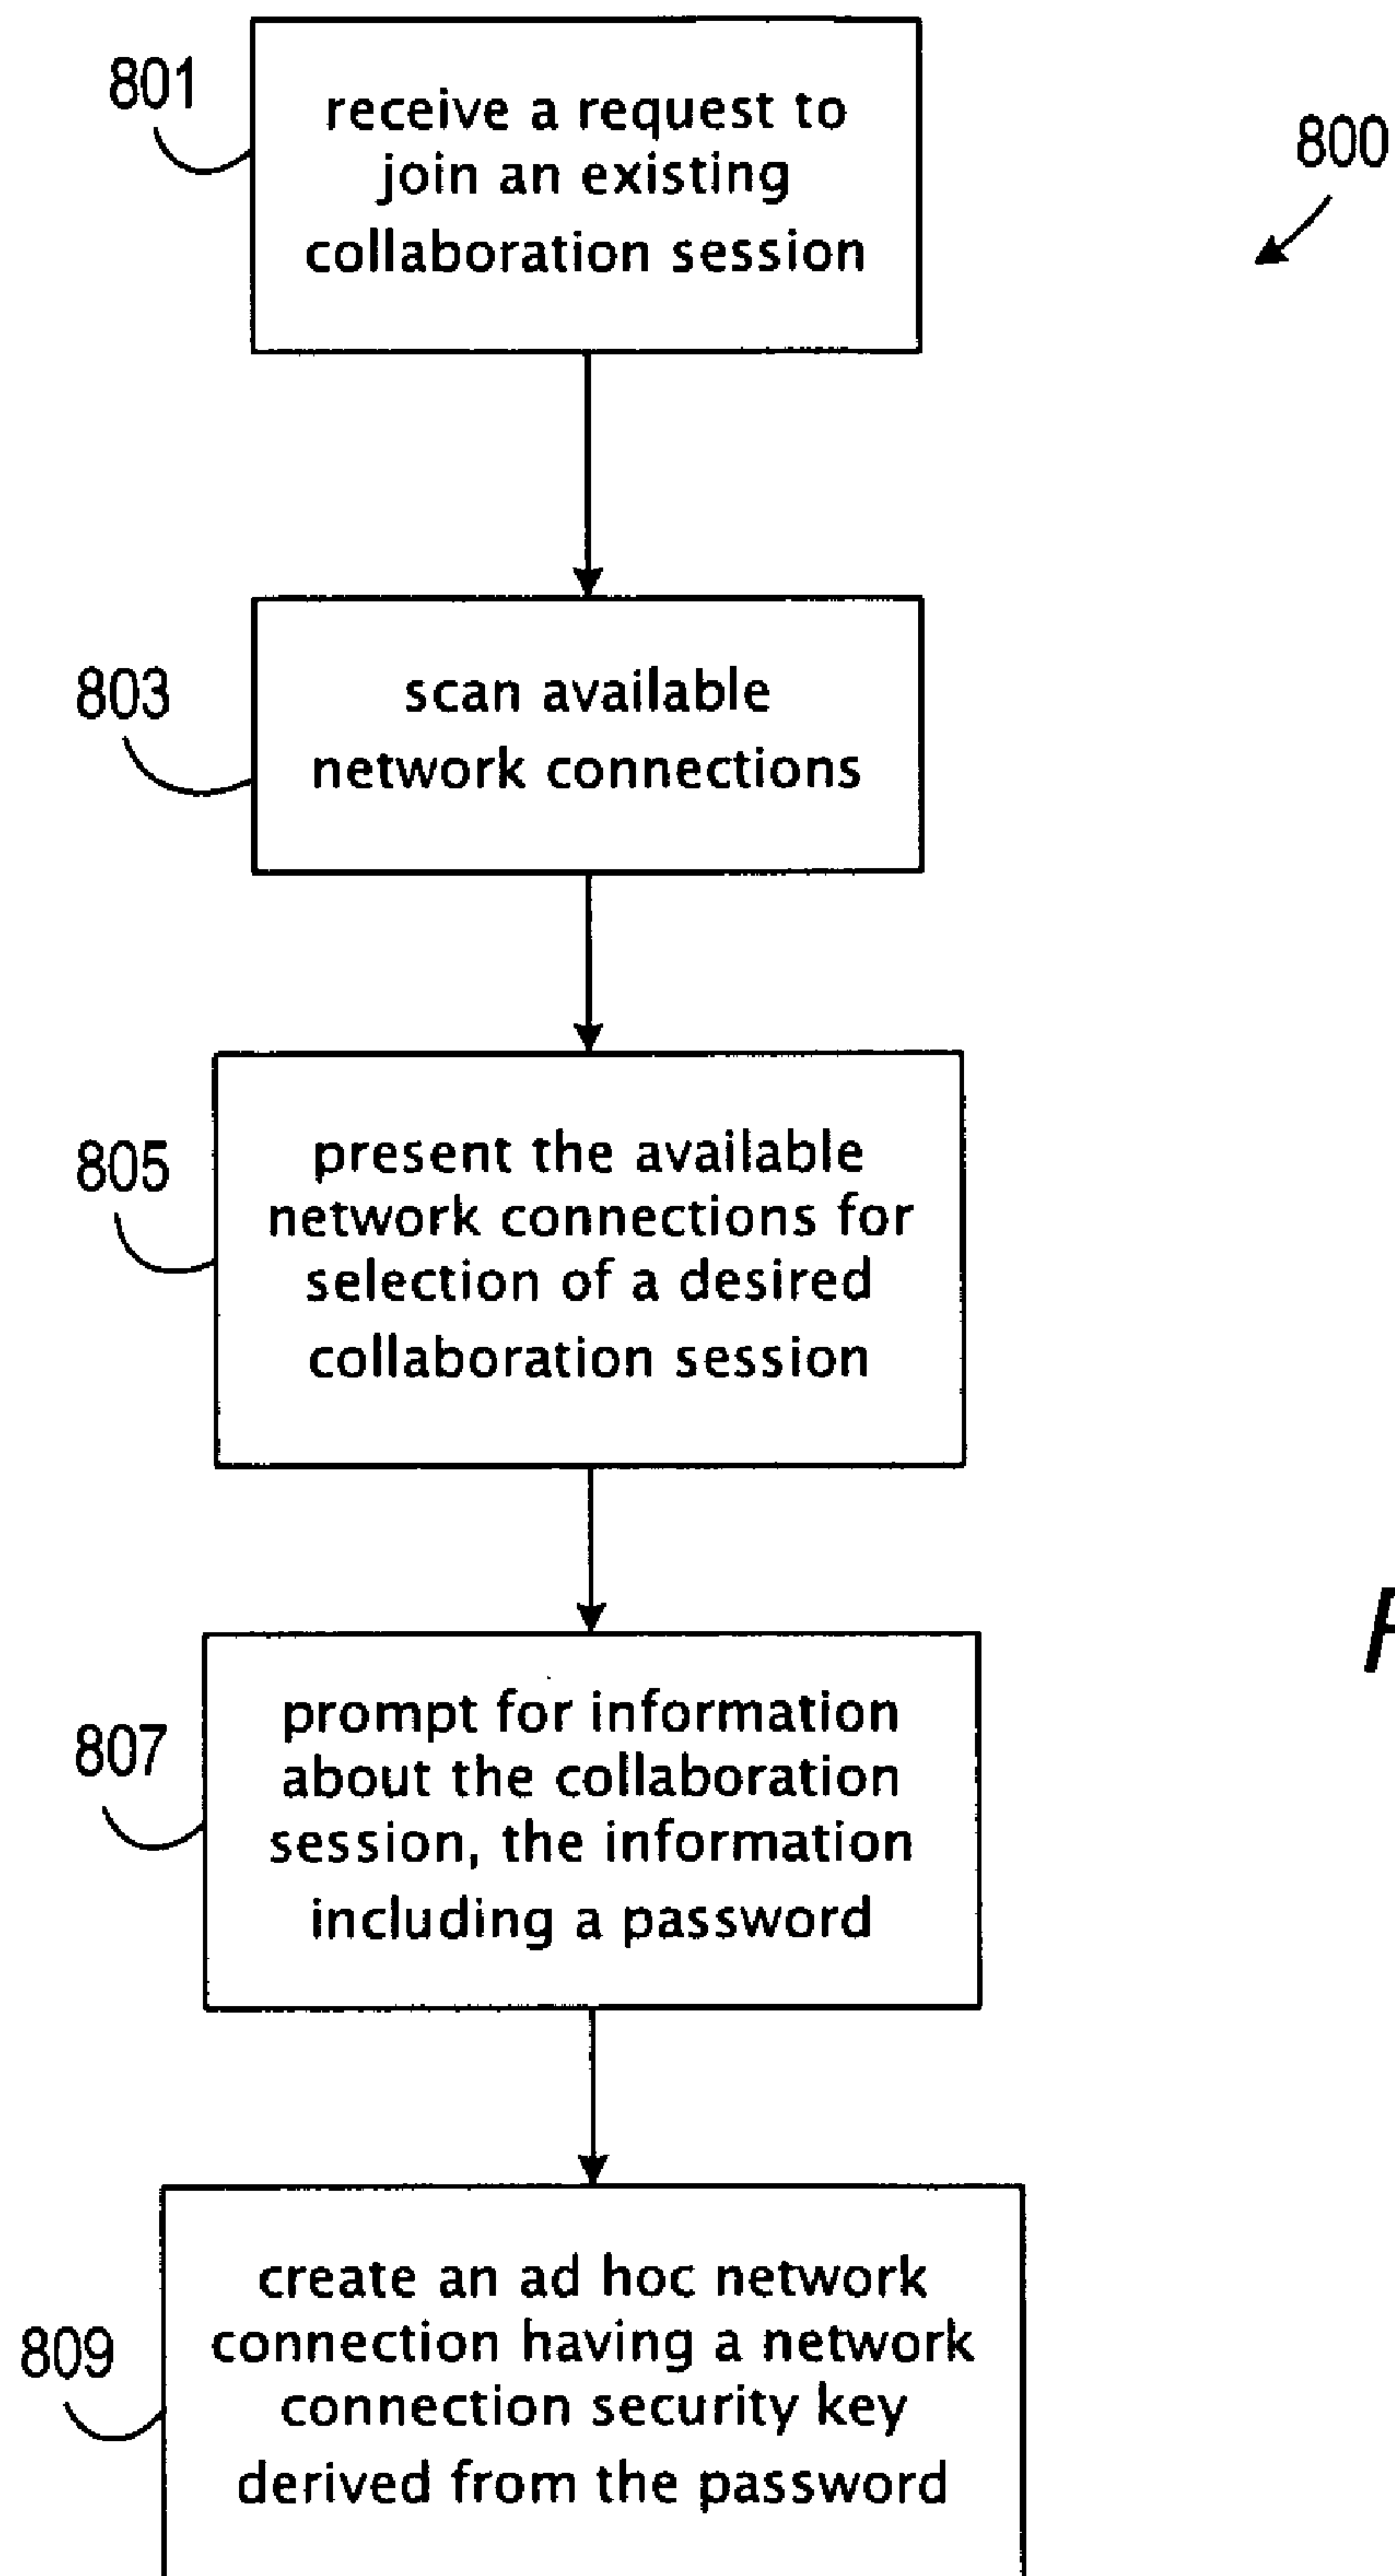 801
receive a request to
join an existing
collaboration session
800
803
scan available
network connections
805
present the available
network connections for
selection of a desired
collaboration session
807
prompt for information
about the collaboration
session, the information
including a password
809
create an ad hoc network
connection having a network
connection security key
derived from the password